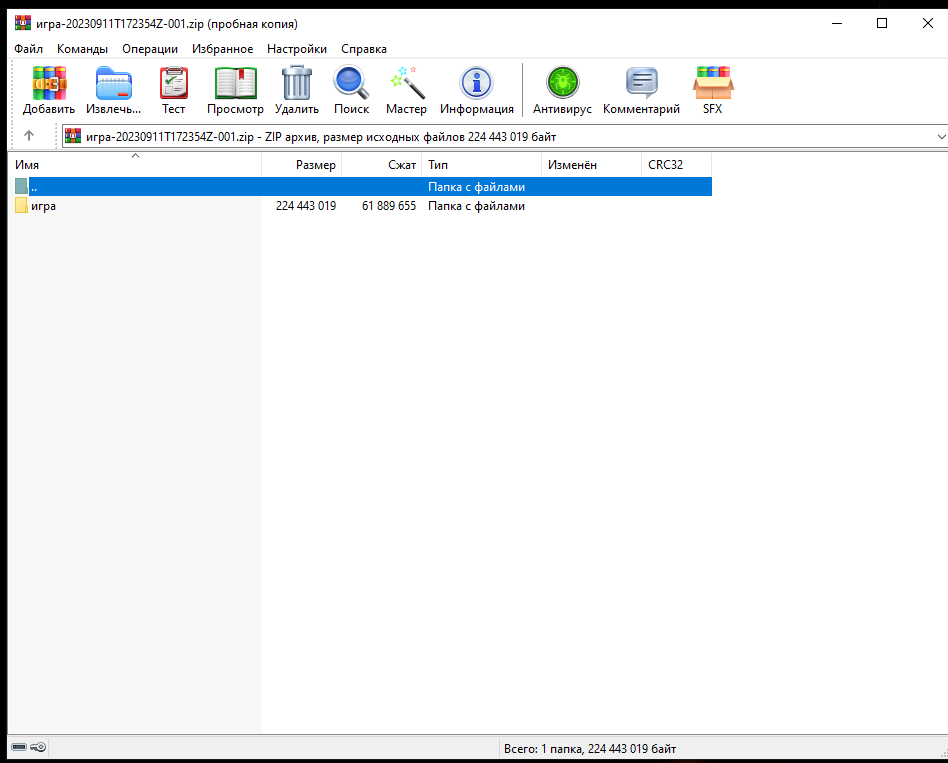 игра-20230911T172354Z-001.zip (пробная копия)
Файл Команды Операции Избранное Настройки Справка
Добавить Извлечь... Тест Просмотр Удалить Поиск Мастер Информация Антивирус Комментарий SFX
игра-20230911T172354Z-001.zip - ZIP архив, размер исходных файлов 224 443 019 байт
Имя Размер Сжат Тип Изменён CRC32
.. Папка с файлами
игра 224 443 019 61 889 655 Папка с файлами
Всего: 1 папка, 224 443 019 байт